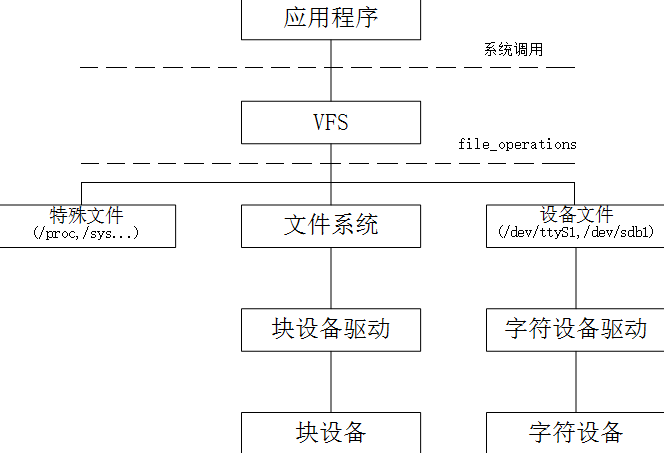 应用程序
系统调用
VFS
file_operations
特殊文件
(/proc,/sys...)
文件系统
设备文件
(/dev/ttyS1,/dev/sdb1)
块设备驱动
字符设备驱动
块设备
字符设备